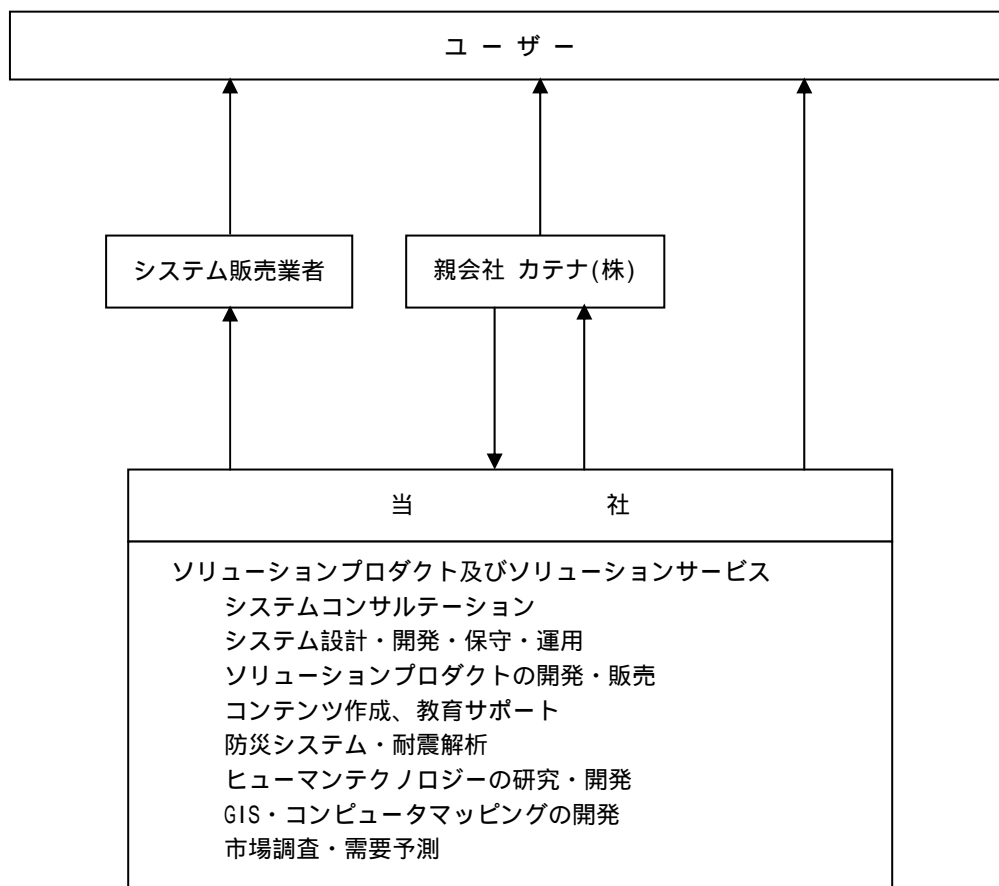 ユ ー ザ ー
システム販売業者
親会社 カテナ(株)
当 社
ソリューションプロダクト及びソリューションサービス
システムコンサルテーション
システム設計・開発・保守・運用
ソリューションプロダクトの開発・販売
コンテンツ作成、教育サポート
防災システム・耐震解析
ヒューマンテクノロジーの研究・開発
GIS・コンピュータマッピングの開発
市場調査・需要予測